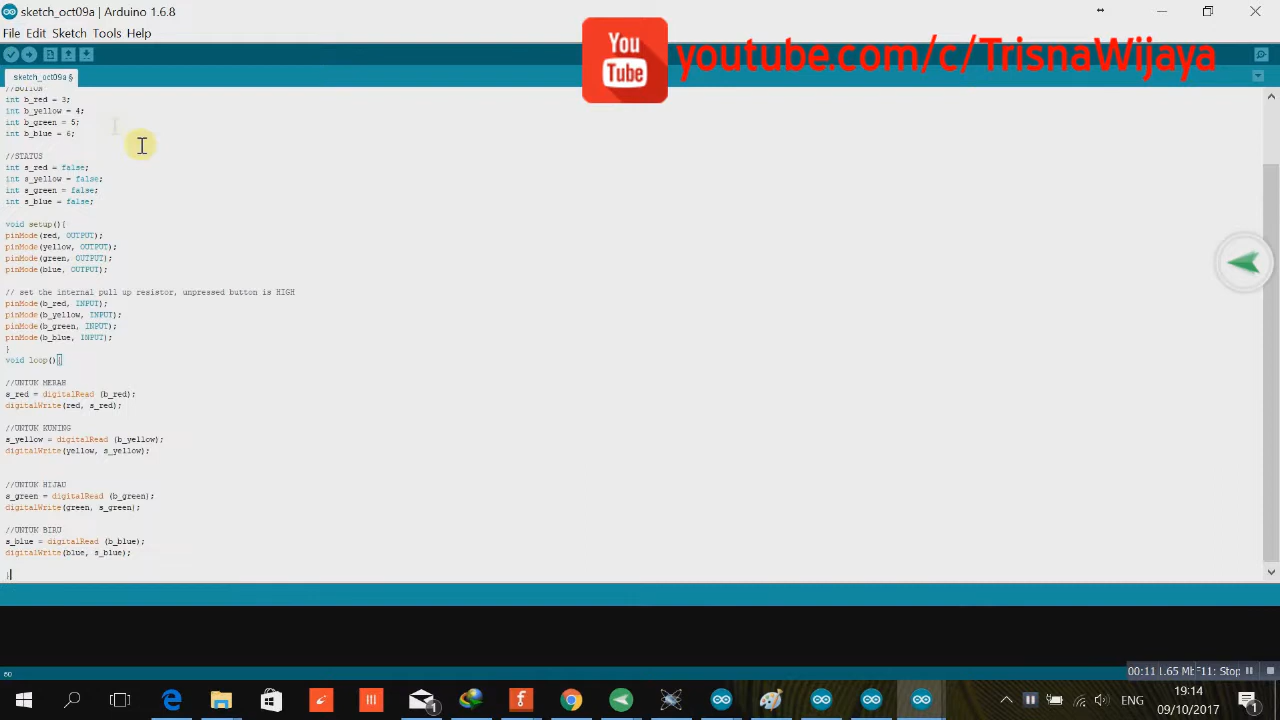 sketch_oct09a | Arduino 1.6.8
File Edit Sketch Tools Help
You
Tube
youtube.com/c/TrisnaWijaya
sketch_oct09a §
//BUTTON
int b_red = 3;
int b_yellow = 4;
int b_green = 5;
int b_blue = 6;
//STATUS
int s_red = false;
int s_yellow = false;
int s_green = false;
int s_blue = false;
void setup(){
pinMode(red, OUTPUT);
pinMode(yellow, OUTPUT);
pinMode(green, OUTPUT);
pinMode(blue, OUTPUT);
// set the internal pull up resistor, unpressed button is HIGH
pinMode(b_red, INPUT);
pinMode(b_yellow, INPUT);
pinMode(b_green, INPUT);
pinMode(b_blue, INPUT);
}
void loop(){
//UNTUK MERAH
s_red = digitalRead (b_red);
digitalWrite(red, s_red);
//UNTUK KUNING
s_yellow = digitalRead (b_yellow);
digitalWrite(yellow, s_yellow);
//UNTUK HIJAU
s_green = digitalRead (b_green);
digitalWrite(green, s_green);
//UNTUK BIRU
s_blue = digitalRead (b_blue);
digitalWrite(blue, s_blue);
}
00:11 1.65 Mb F11: Stop
ENG
19:14
09/10/2017